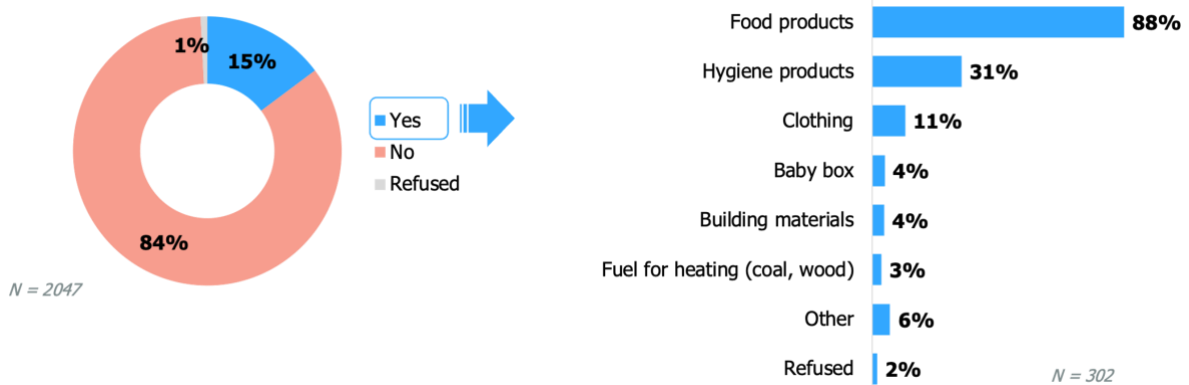 1%
15%
84%
Yes
No
Refused
N = 2047
Food products 88%
Hygiene products 31%
Clothing 11%
Baby box 4%
Building materials 4%
Fuel for heating (coal, wood) 3%
Other 6%
Refused 2%
N = 302